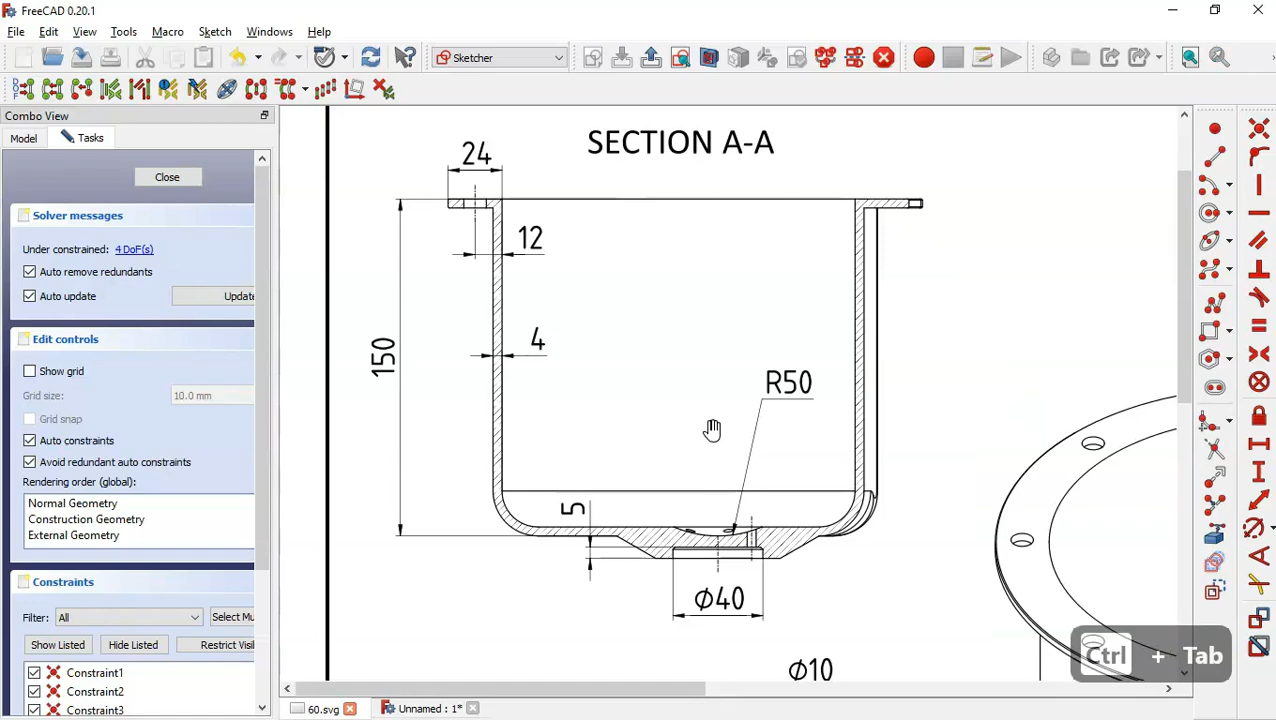 FreeCAD 0.20.1
File Edit View Tools Macro Sketch Windows Help
Sketcher
Combo View
Model Tasks
Close
Solver messages
Under constrained: 4 DoF(s)
Auto remove redundants
Auto update Update
Edit controls
Show grid
Grid size: 10.0 mm
Grid snap
Auto constraints
Avoid redundant auto constraints
Rendering order (global):
Normal Geometry
Construction Geometry
External Geometry
Constraints
Filter: All Select Mu
Show Listed Hide Listed Restrict Visil
Constraint1
Constraint2
Constraint3
SECTION A-A
24
12
150
4
R50
5
Ø40
Ø10
Ctrl + Tab
60.svg Unnamed : 1*